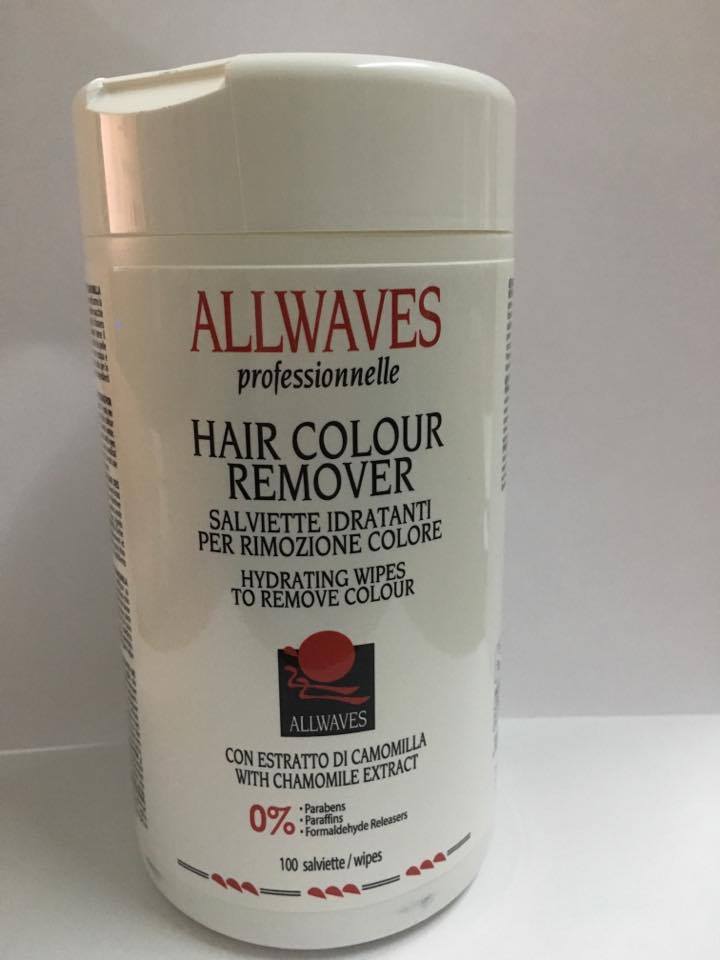 ALLWAVES
professionnelle
HAIR COLOUR
REMOVER
SALVIETTE IDRATANTI
PER RIMOZIONE COLORE
HYDRATING WIPES
TO REMOVE COLOUR
ALLWAVES
CON ESTRATTO DI CAMOMILLA
WITH CHAMOMILE EXTRACT
0%
• Parabens
• Paraffins
• Formaldehyde Releasers
100 salviette / wipes